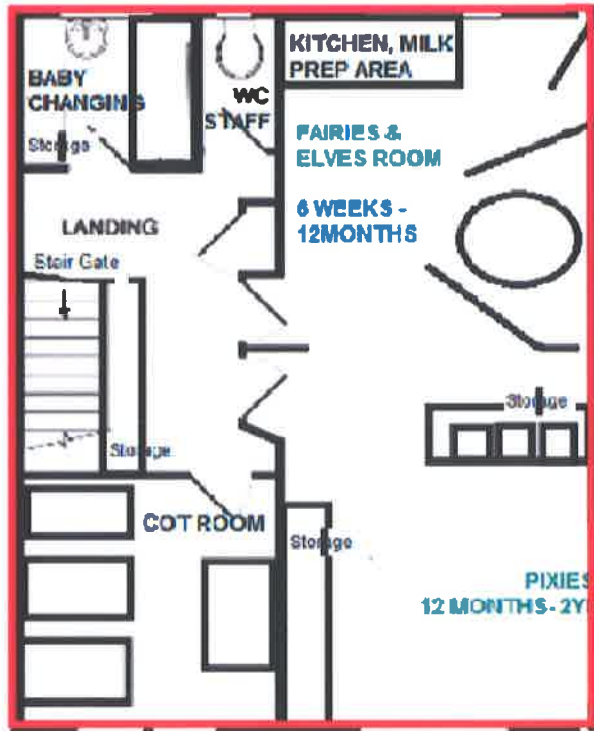 KITCHEN, MILK
PREP AREA
BABY
CHANGING
WC
STAFF
Storage
FAIRIES &
ELVES ROOM
6 WEEKS -
12MONTHS
LANDING
Stair Gate
Storage
Storage
COT ROOM
Storage
PIXIES
12 MONTHS- 2Y